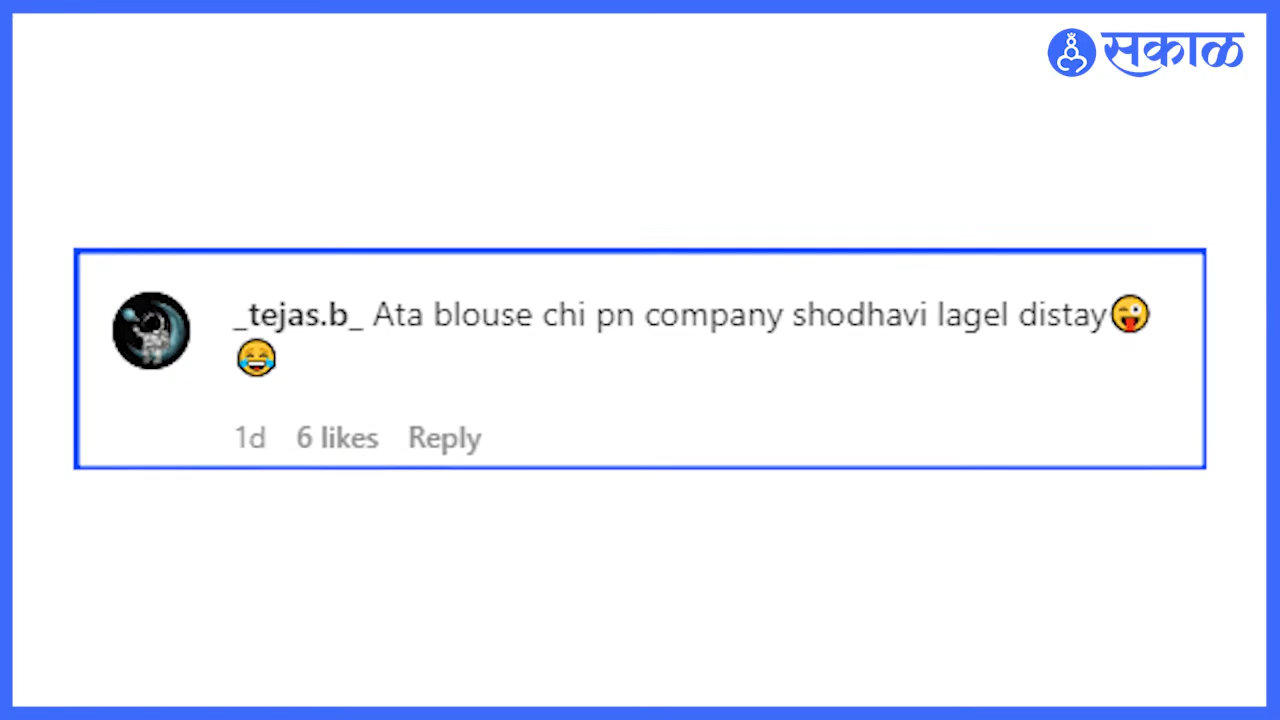 सकाळ
_tejas.b_ Ata blouse chi pn company shodhavi lagel distay😜
😂
1d 6 likes Reply